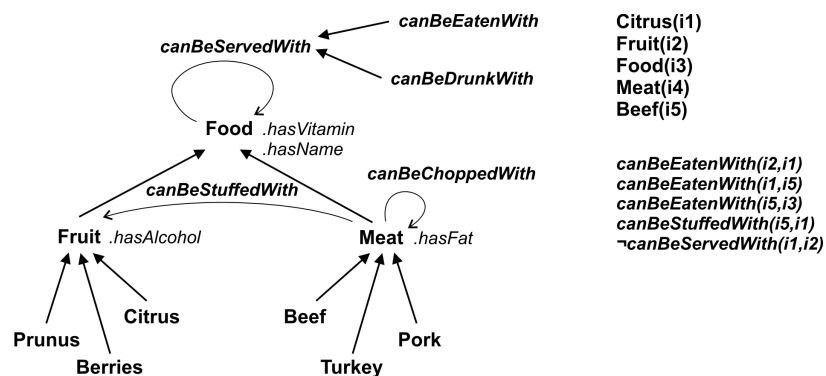 canBeEatenWith
canBeServedWith
canBeDrunkWith
Food .hasVitamin
.hasName
canBeChoppedWith
canBeStuffedWith
Fruit .hasAlcohol
Meat .hasFat
Citrus
Beef
Prunus
Pork
Berries
Turkey
Citrus(i1)
Fruit(i2)
Food(i3)
Meat(i4)
Beef(i5)
canBeEatenWith(i2,i1)
canBeEatenWith(i1,i5)
canBeEatenWith(i5,i3)
canBeStuffedWith(i5,i1)
¬canBeServedWith(i1,i2)